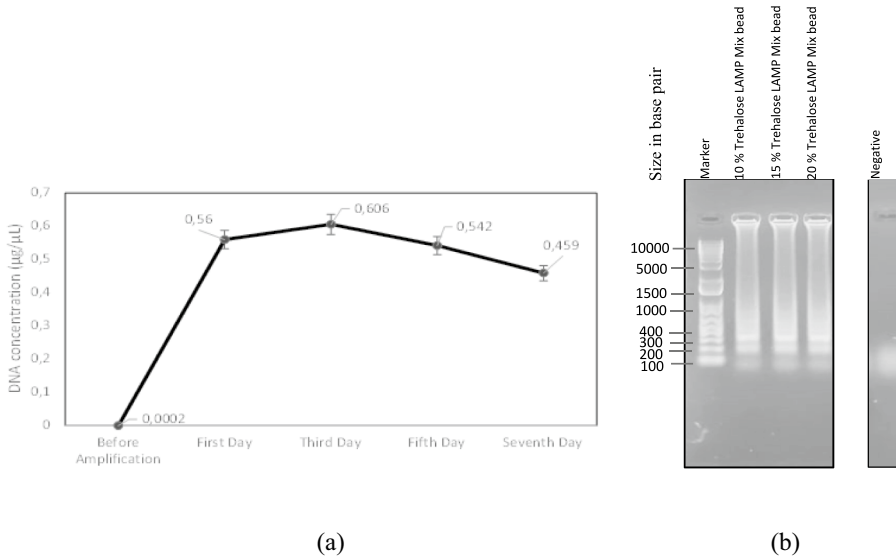 0,7
0,6
0,5
0,4
0,3
0,2
0,1
0
DNA concentration (µg/µL)
0,0002
0,56
0,606
0,542
0,459
Before
Amplification
First Day
Third Day
Fifth Day
Seventh Day
(a)
Size in base pair
Marker
10 % Trehalose LAMP Mix bead
15 % Trehalose LAMP Mix bead
20 % Trehalose LAMP Mix bead
Negative
10000
5000
1500
1000
400
300
200
100
(b)